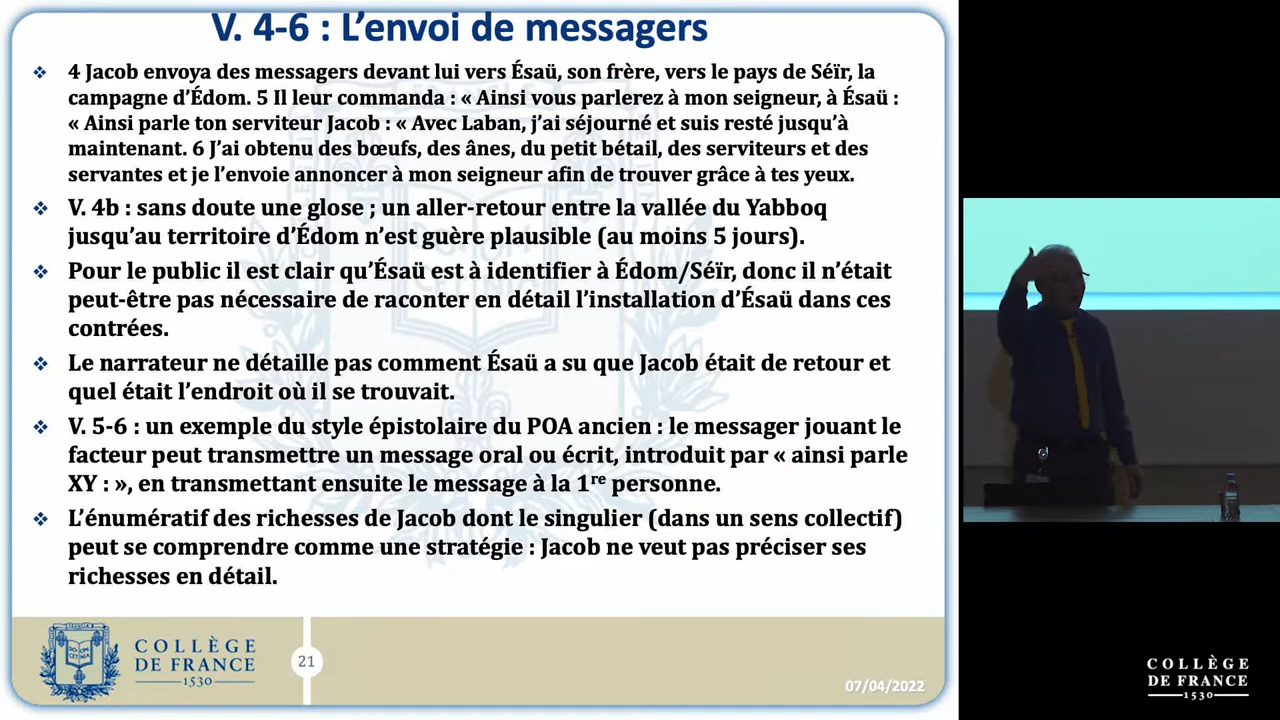 V. 4-6 : L’envoi de messagers
❖ 4 Jacob envoya des messagers devant lui vers Ésaü, son frère, vers le pays de Séïr, la
campagne d’Édom. 5 Il leur commanda : « Ainsi vous parlerez à mon seigneur, à Ésaü :
« Ainsi parle ton serviteur Jacob : « Avec Laban, j’ai séjourné et suis resté jusqu’à
maintenant. 6 J’ai obtenu des bœufs, des ânes, du petit bétail, des serviteurs et des
servantes et je l’envoie annoncer à mon seigneur afin de trouver grâce à tes yeux.
❖ V. 4b : sans doute une glose ; un aller-retour entre la vallée du Yabboq
jusqu’au territoire d’Édom n’est guère plausible (au moins 5 jours).
❖ Pour le public il est clair qu’Ésaü est à identifier à Édom/Séïr, donc il n’était
peut-être pas nécessaire de raconter en détail l’installation d’Ésaü dans ces
contrées.
❖ Le narrateur ne détaille pas comment Ésaü a su que Jacob était de retour et
quel était l’endroit où il se trouvait.
❖ V. 5-6 : un exemple du style épistolaire du POA ancien : le messager jouant le
facteur peut transmettre un message oral ou écrit, introduit par « ainsi parle
XY : », en transmettant ensuite le message à la 1re personne.
❖ L’énumératif des richesses de Jacob dont le singulier (dans un sens collectif)
peut se comprendre comme une stratégie : Jacob ne veut pas préciser ses
richesses en détail.
COLLÈGE
DE FRANCE
1530
21
07/04/2022
COLLÈGE
DE FRANCE
1530